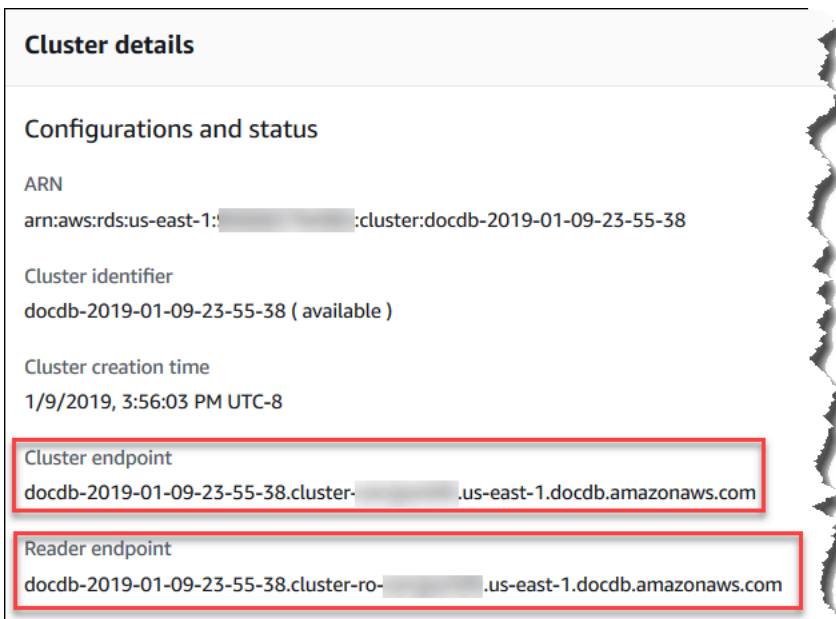 Cluster details
Configurations and status
ARN
arn:aws:rds:us-east-1: :cluster:docdb-2019-01-09-23-55-38
Cluster identifier
docdb-2019-01-09-23-55-38 ( available )
Cluster creation time
1/9/2019, 3:56:03 PM UTC-8
Cluster endpoint
docdb-2019-01-09-23-55-38.cluster- .us-east-1.docdb.amazonaws.com
Reader endpoint
docdb-2019-01-09-23-55-38.cluster-ro- .us-east-1.docdb.amazonaws.com